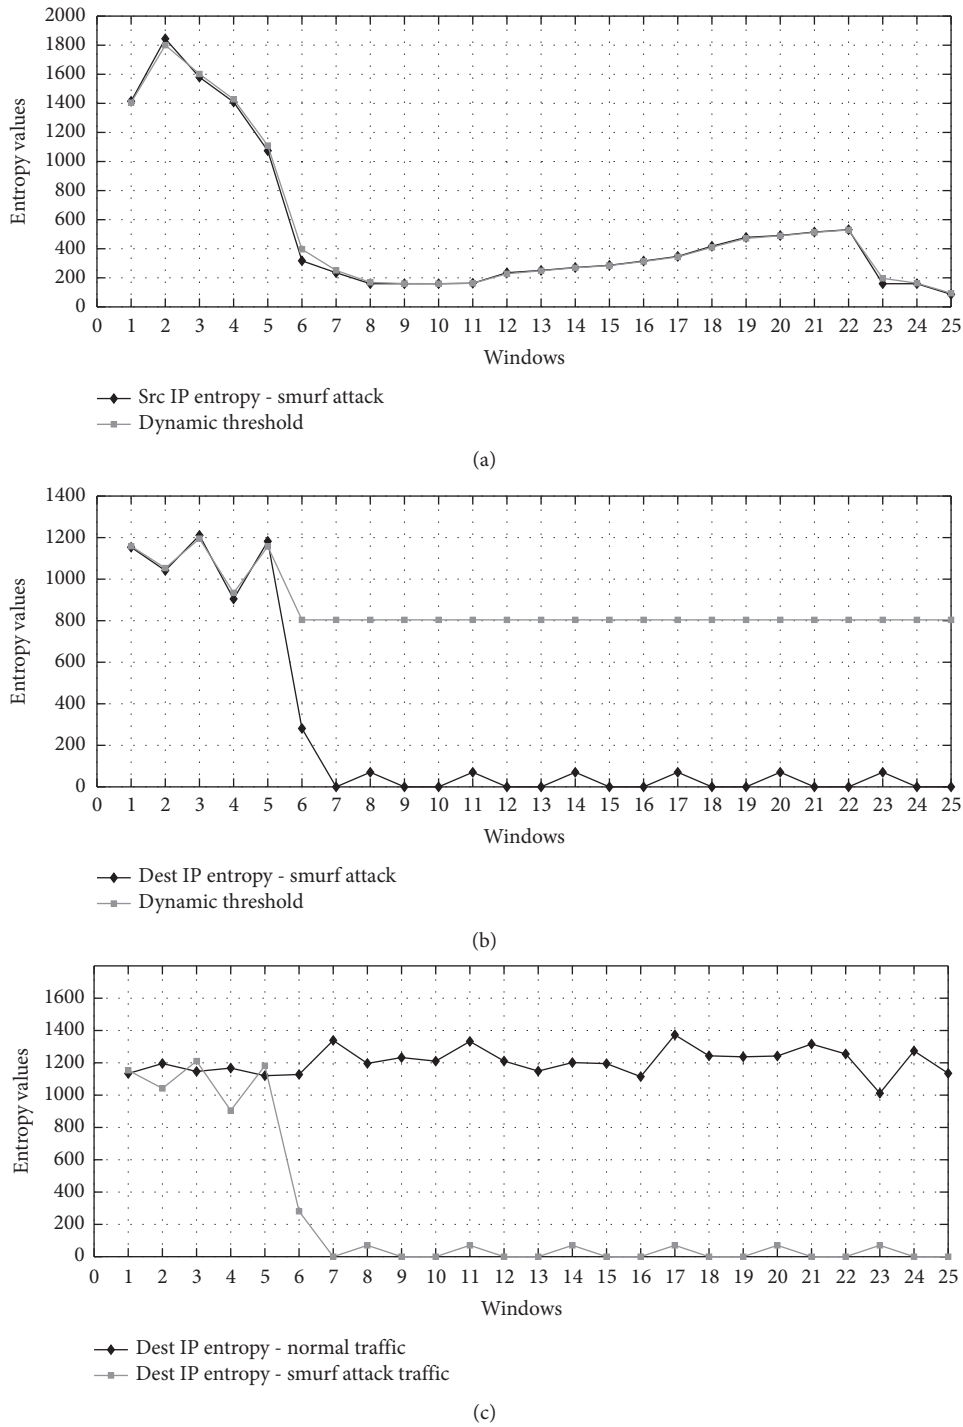 2000
1800
1600
1400
1200
1000
800
600
400
200
0
Entropy values
0 1 2 3 4 5 6 7 8 9 10 11 12 13 14 15 16 17 18 19 20 21 22 23 24 25
Windows
Src IP entropy - smurf attack
Dynamic threshold
(a)
1400
1200
1000
800
600
400
200
0
Entropy values
0 1 2 3 4 5 6 7 8 9 10 11 12 13 14 15 16 17 18 19 20 21 22 23 24 25
Windows
Dest IP entropy - smurf attack
Dynamic threshold
(b)
1600
1400
1200
1000
800
600
400
200
0
Entropy values
0 1 2 3 4 5 6 7 8 9 10 11 12 13 14 15 16 17 18 19 20 21 22 23 24 25
Windows
Dest IP entropy - normal traffic
Dest IP entropy - smurf attack traffic
(c)